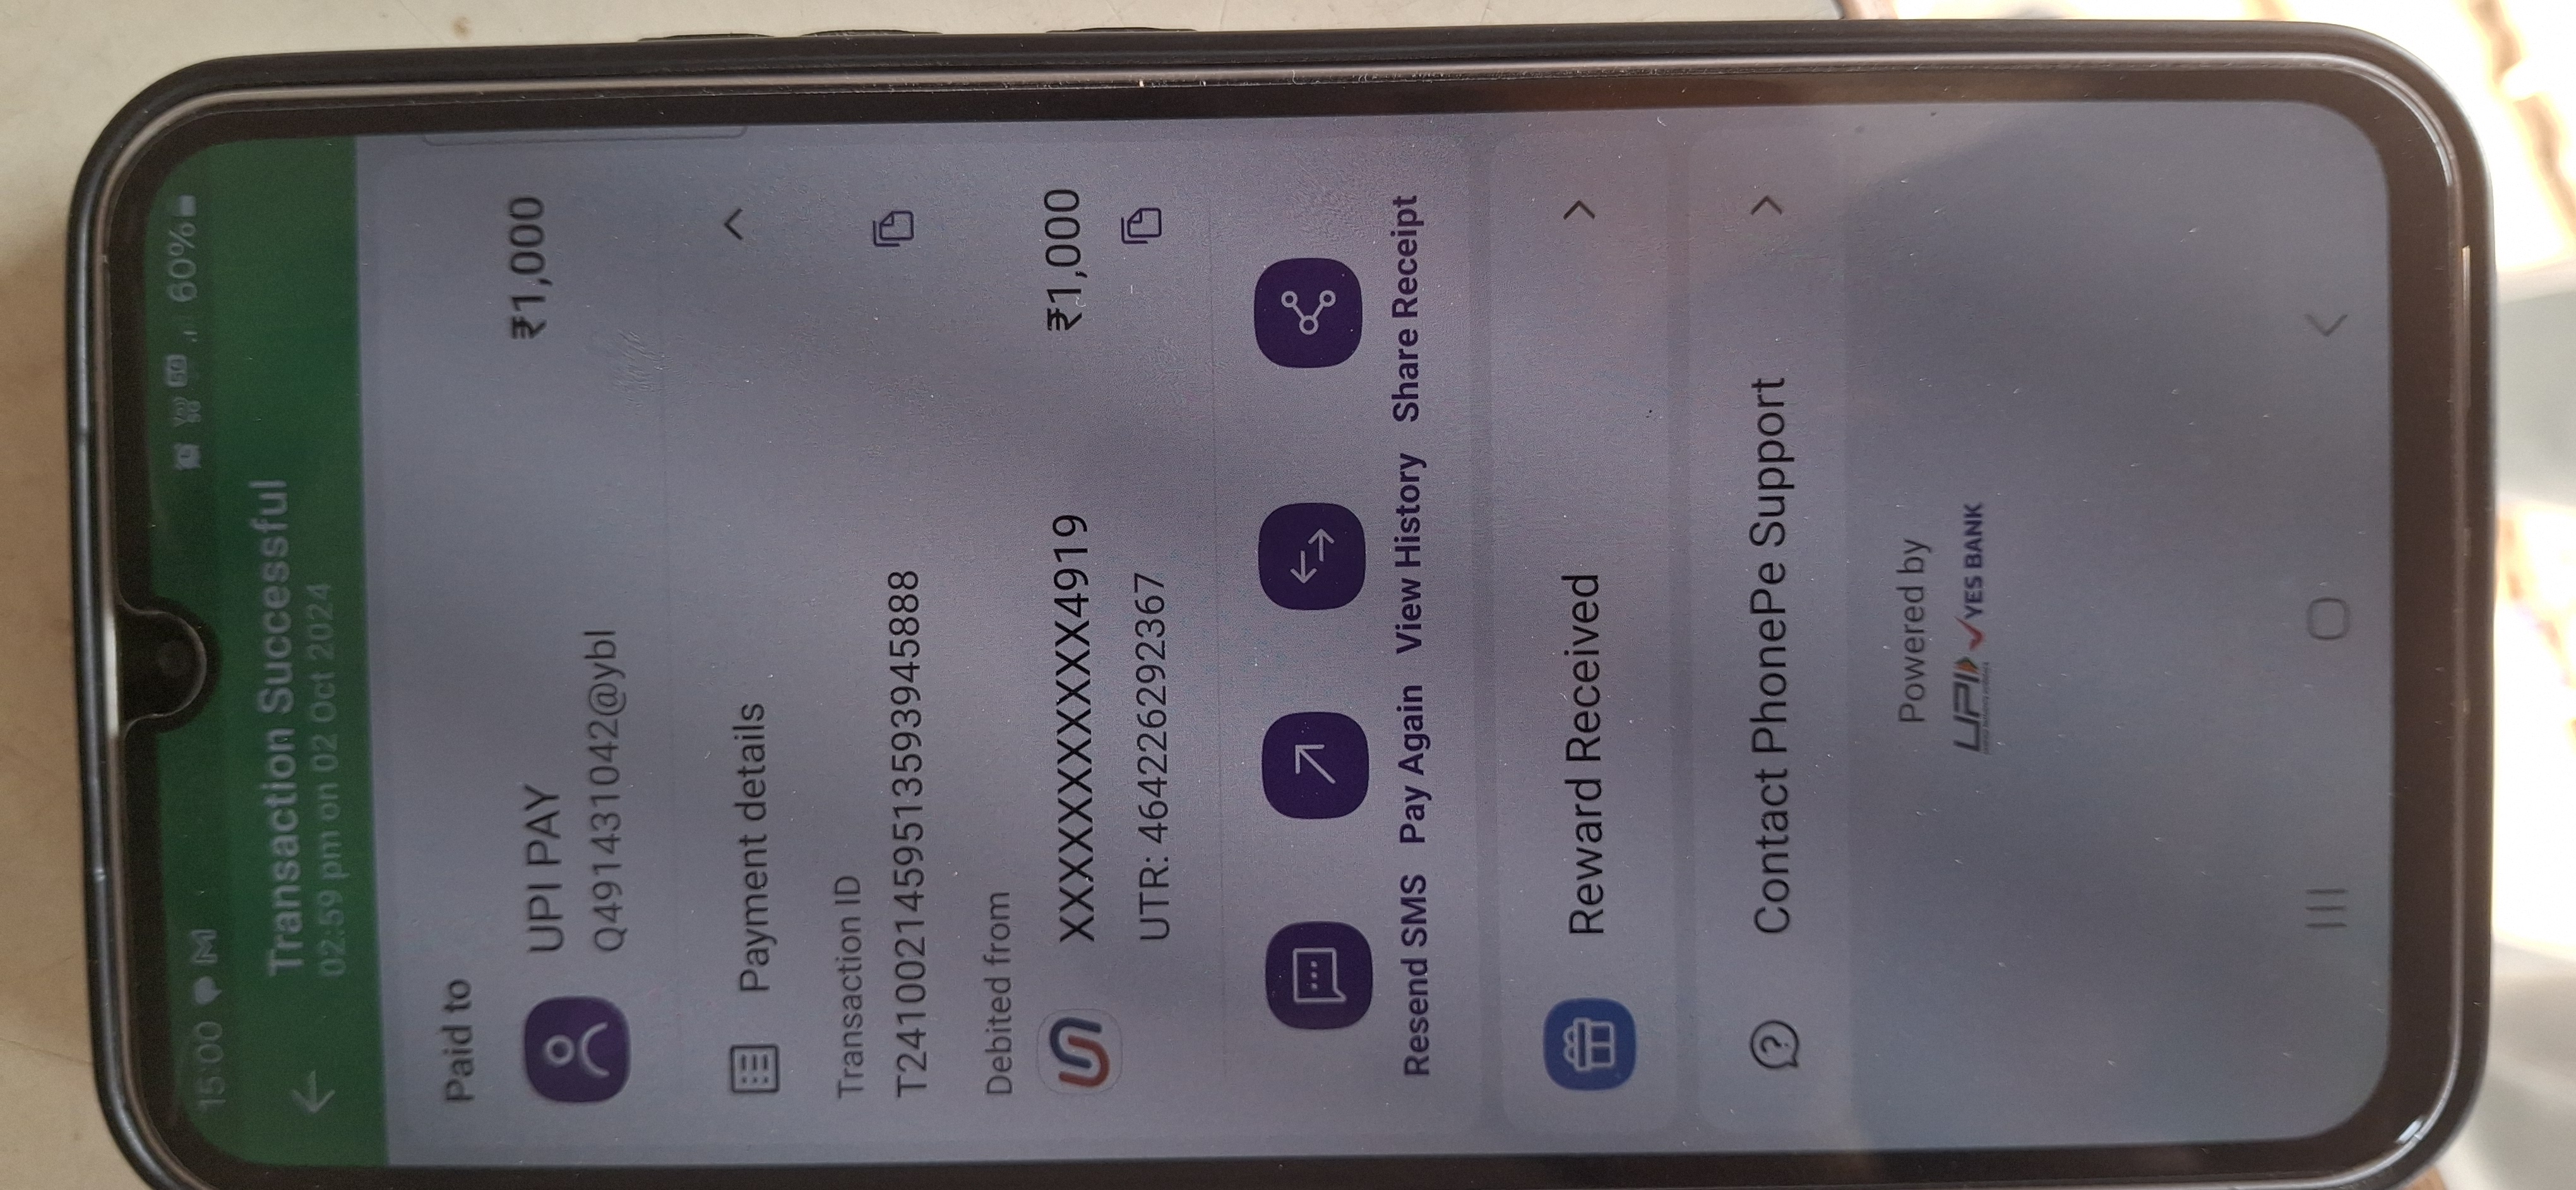 15:00
60%
Transaction Successful
02:59 pm on 02 Oct 2024
Paid to
UPI PAY
₹1,000
Q491431042@ybl
Payment details
Transaction ID
T2410021459513593945888
Debited from
XXXXXXXXXXX4919
₹1,000
UTR: 464226292367
Resend SMS
Pay Again
View History
Share Receipt
Reward Received
Contact PhonePe Support
Powered by
UPI YES BANK